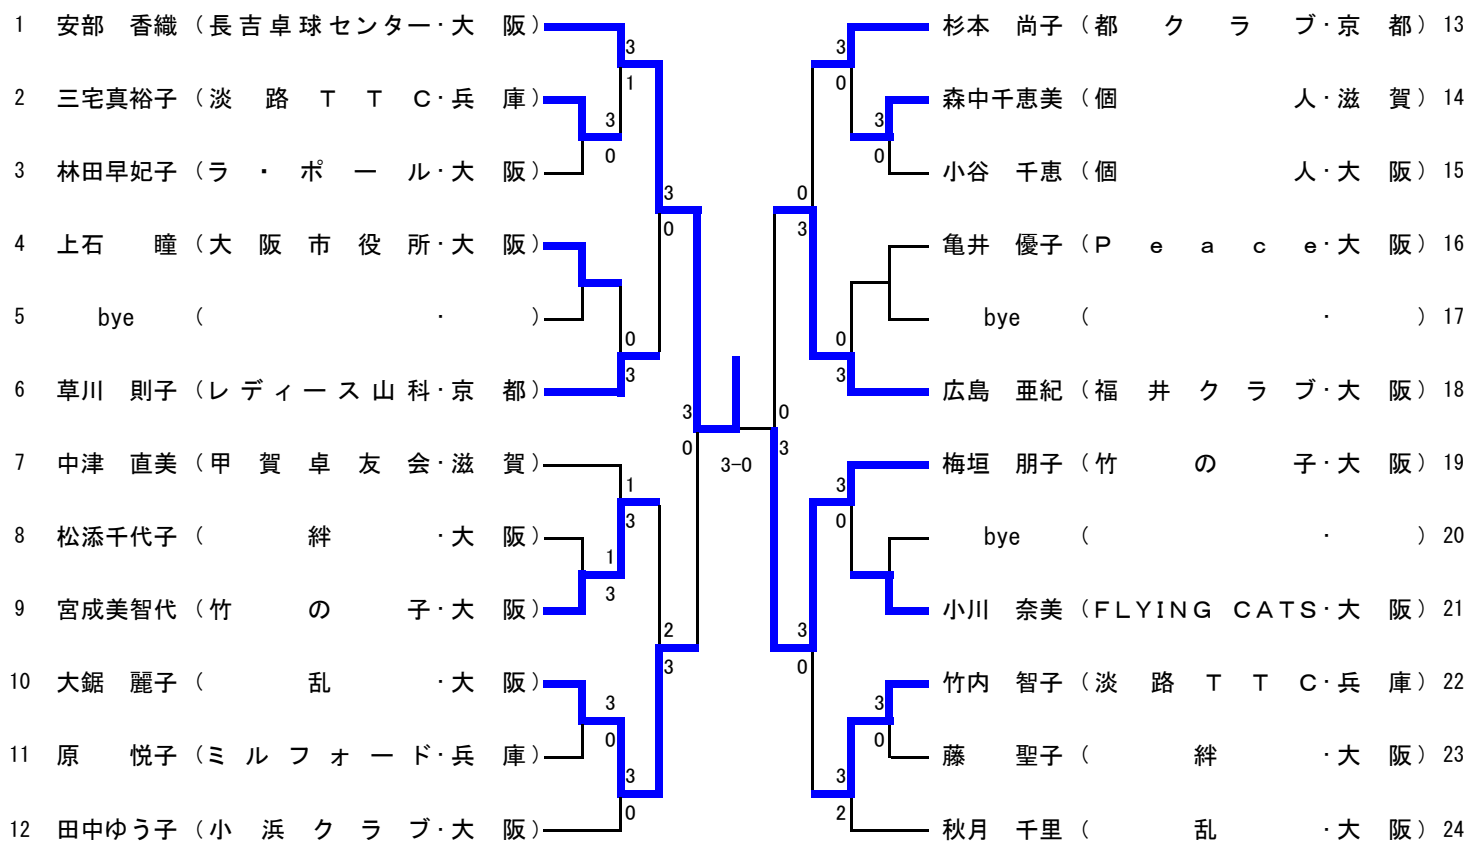 1 安部 香織 (長吉卓球センター・大 阪)
3
1
2 三宅真裕子 (淡 路 T T C・兵 庫)
3
0
3 林田早妃子 (ラ ・ ポ ー ル・大 阪)
3
0
4 上石 瞳 (大 阪 市 役 所・大 阪)
5 bye ( ・ )
0
3
6 草川 則子 (レディース山科・京 都)
3
0
7 中津 直美 (甲 賀 卓 友 会・滋 賀)
1
3
8 松添千代子 ( 絆 ・大 阪)
1
3
9 宮成美智代 (竹 の 子・大 阪)
2
3
10 大鋸 麗子 ( 乱 ・大 阪)
3
0
11 原 悦子 (ミルフォード・兵 庫)
3
0
12 田中ゆう子 (小 浜 ク ラ ブ・大 阪)
3-0
杉本 尚子 (都 ク ラ ブ・京 都) 13
3
0
森中千恵美 (個 人・滋 賀) 14
3
0
小谷 千恵 (個 人・大 阪) 15
0
3
亀井 優子 (P e a c e・大 阪) 16
bye ( ・ ) 17
0
3
広島 亜紀 (福 井 ク ラ ブ・大 阪) 18
0
3
梅垣 朋子 (竹 の 子・大 阪) 19
3
0
bye ( ・ ) 20
小川 奈美 (FLYING CATS・大 阪) 21
3
0
竹内 智子 (淡 路 T T C・兵 庫) 22
3
0
藤 聖子 ( 絆 ・大 阪) 23
3
2
秋月 千里 ( 乱 ・大 阪) 24